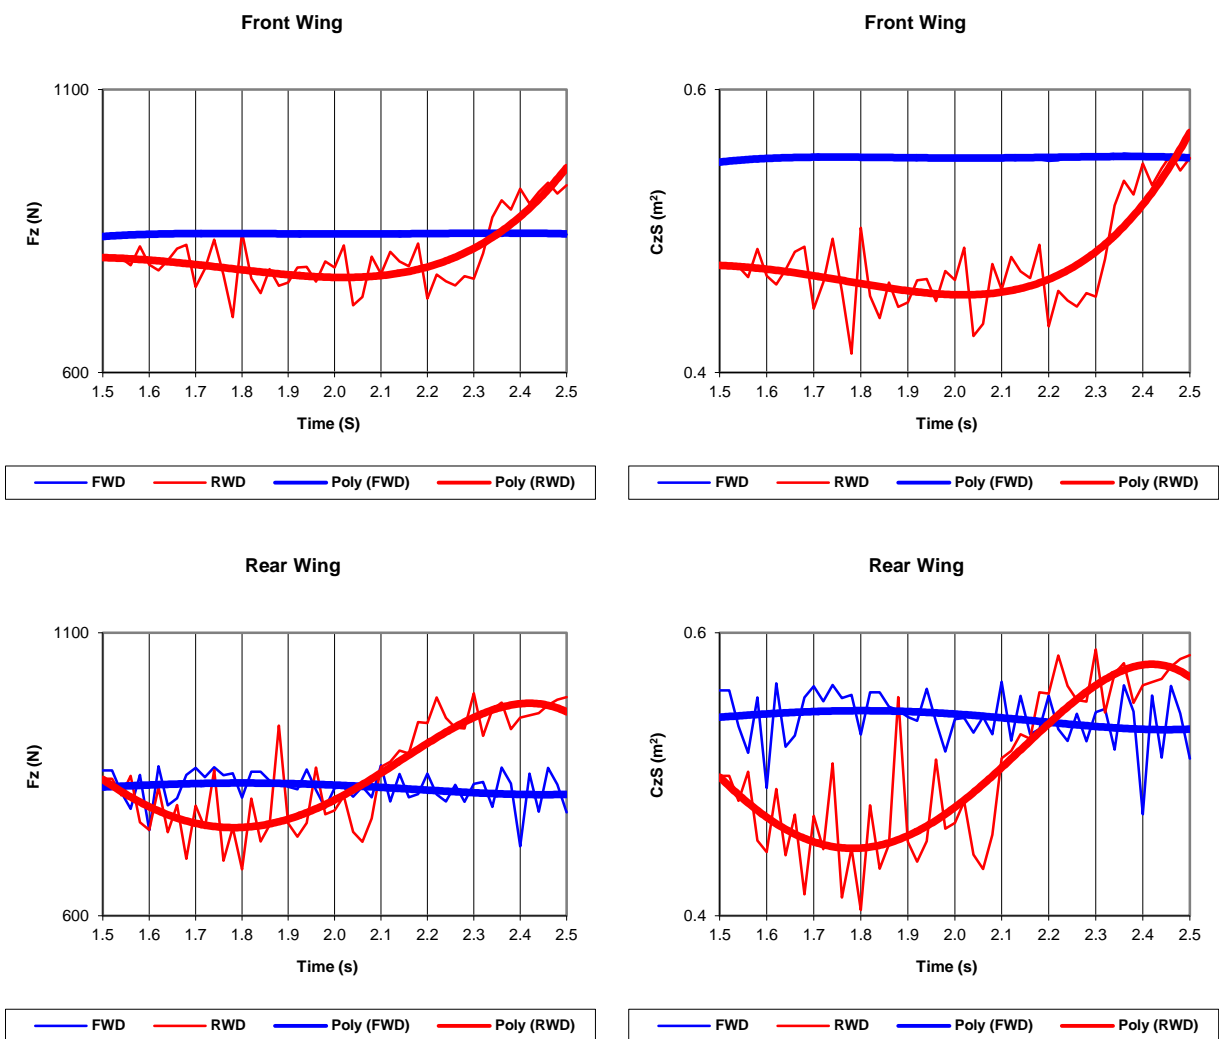 Front Wing
1100
Fz (N)
600
1.5 1.6 1.7 1.8 1.9 2.0 2.1 2.2 2.3 2.4 2.5
Time (S)
FWD RWD Poly (FWD) Poly (RWD)
Front Wing
0.6
CzS (m²)
0.4
1.5 1.6 1.7 1.8 1.9 2.0 2.1 2.2 2.3 2.4 2.5
Time (s)
FWD RWD Poly (FWD) Poly (RWD)
Rear Wing
1100
Fz (N)
600
1.5 1.6 1.7 1.8 1.9 2.0 2.1 2.2 2.3 2.4 2.5
Time (s)
FWD RWD Poly (FWD) Poly (RWD)
Rear Wing
0.6
CzS (m²)
0.4
1.5 1.6 1.7 1.8 1.9 2.0 2.1 2.2 2.3 2.4 2.5
Time (s)
FWD RWD Poly (FWD) Poly (RWD)